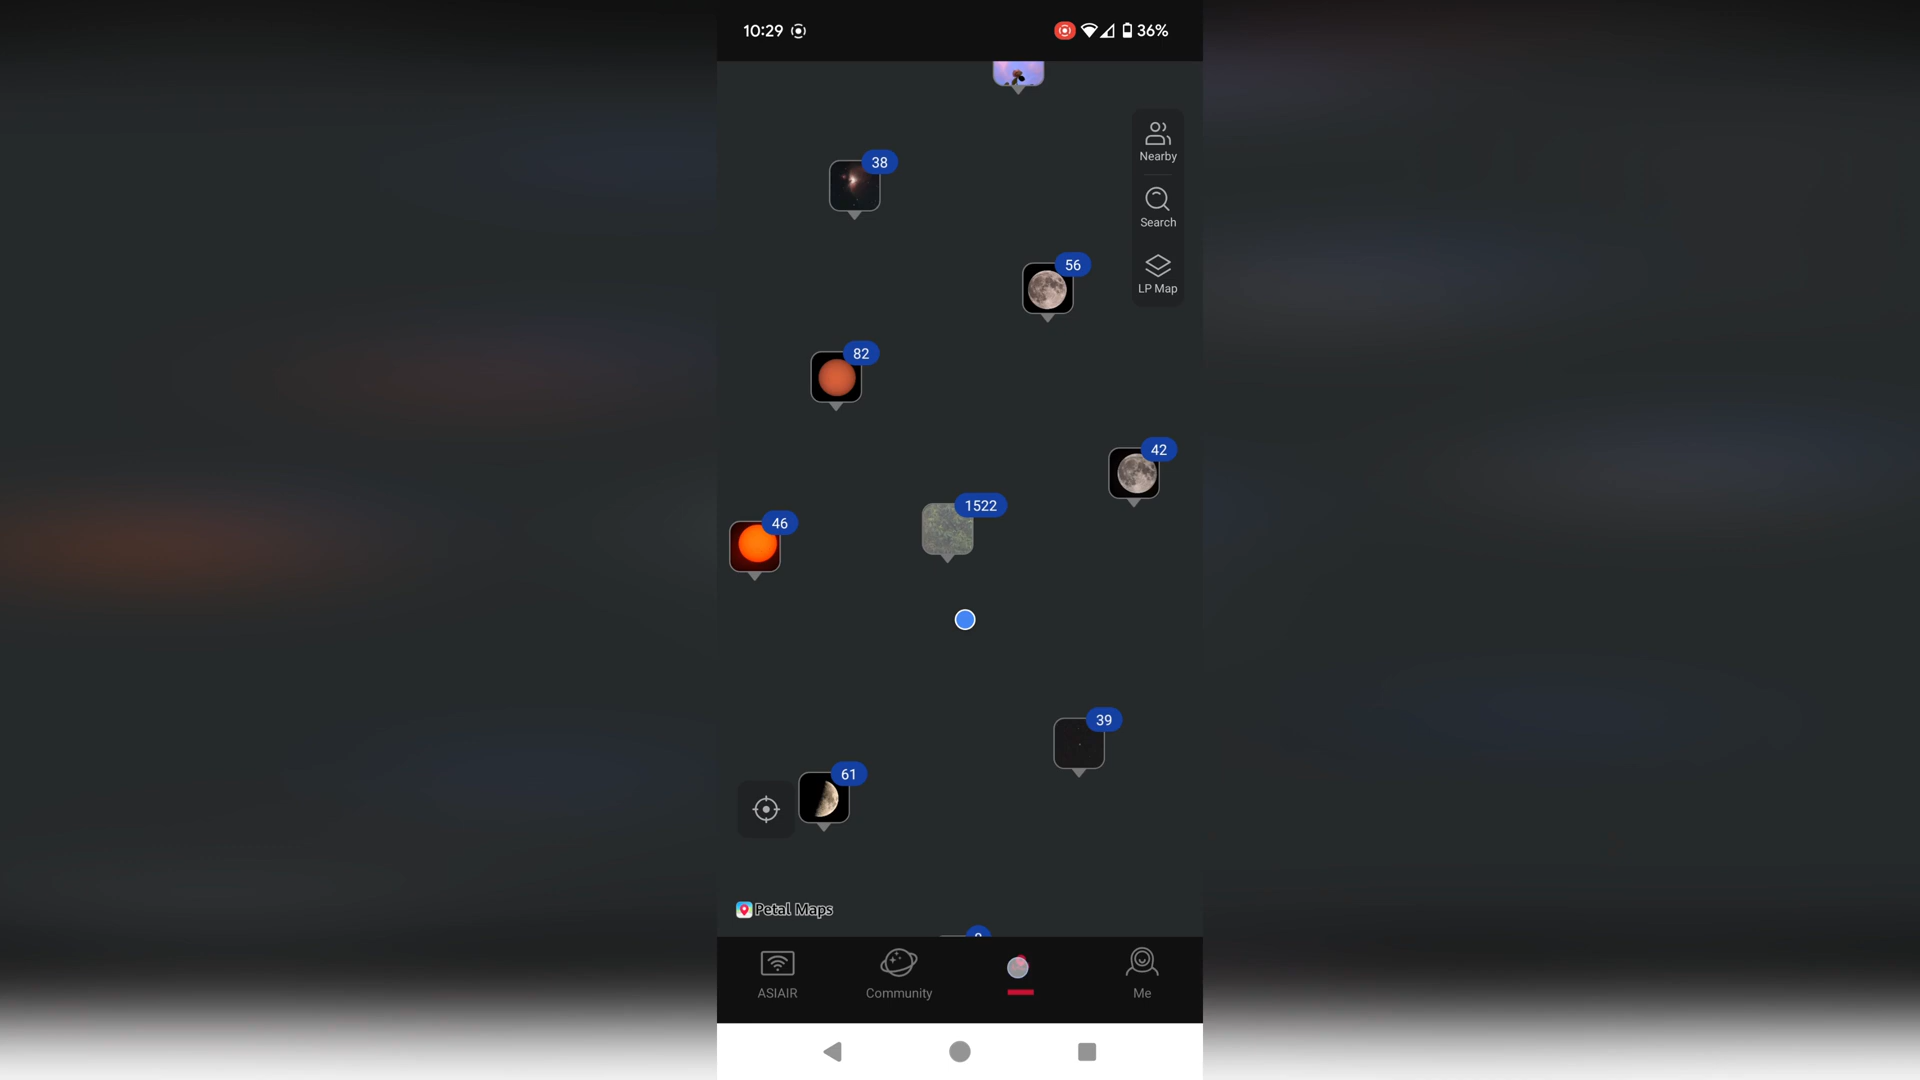 10:29
36%
38
Nearby
56
Search
LP Map
82
42
1522
46
39
61
Petal Maps
ASIAIR
Community
Me